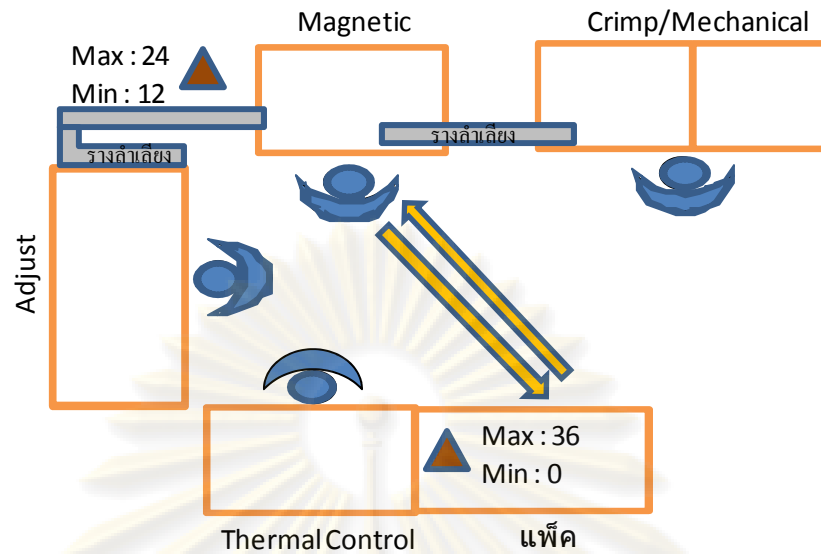 Magnetic
Crimp/Mechanical
Max : 24
Min : 12
รางลำเลียง
รางลำเลียง
Adjust
Max : 36
Min : 0
Thermal Control
แพ็ค